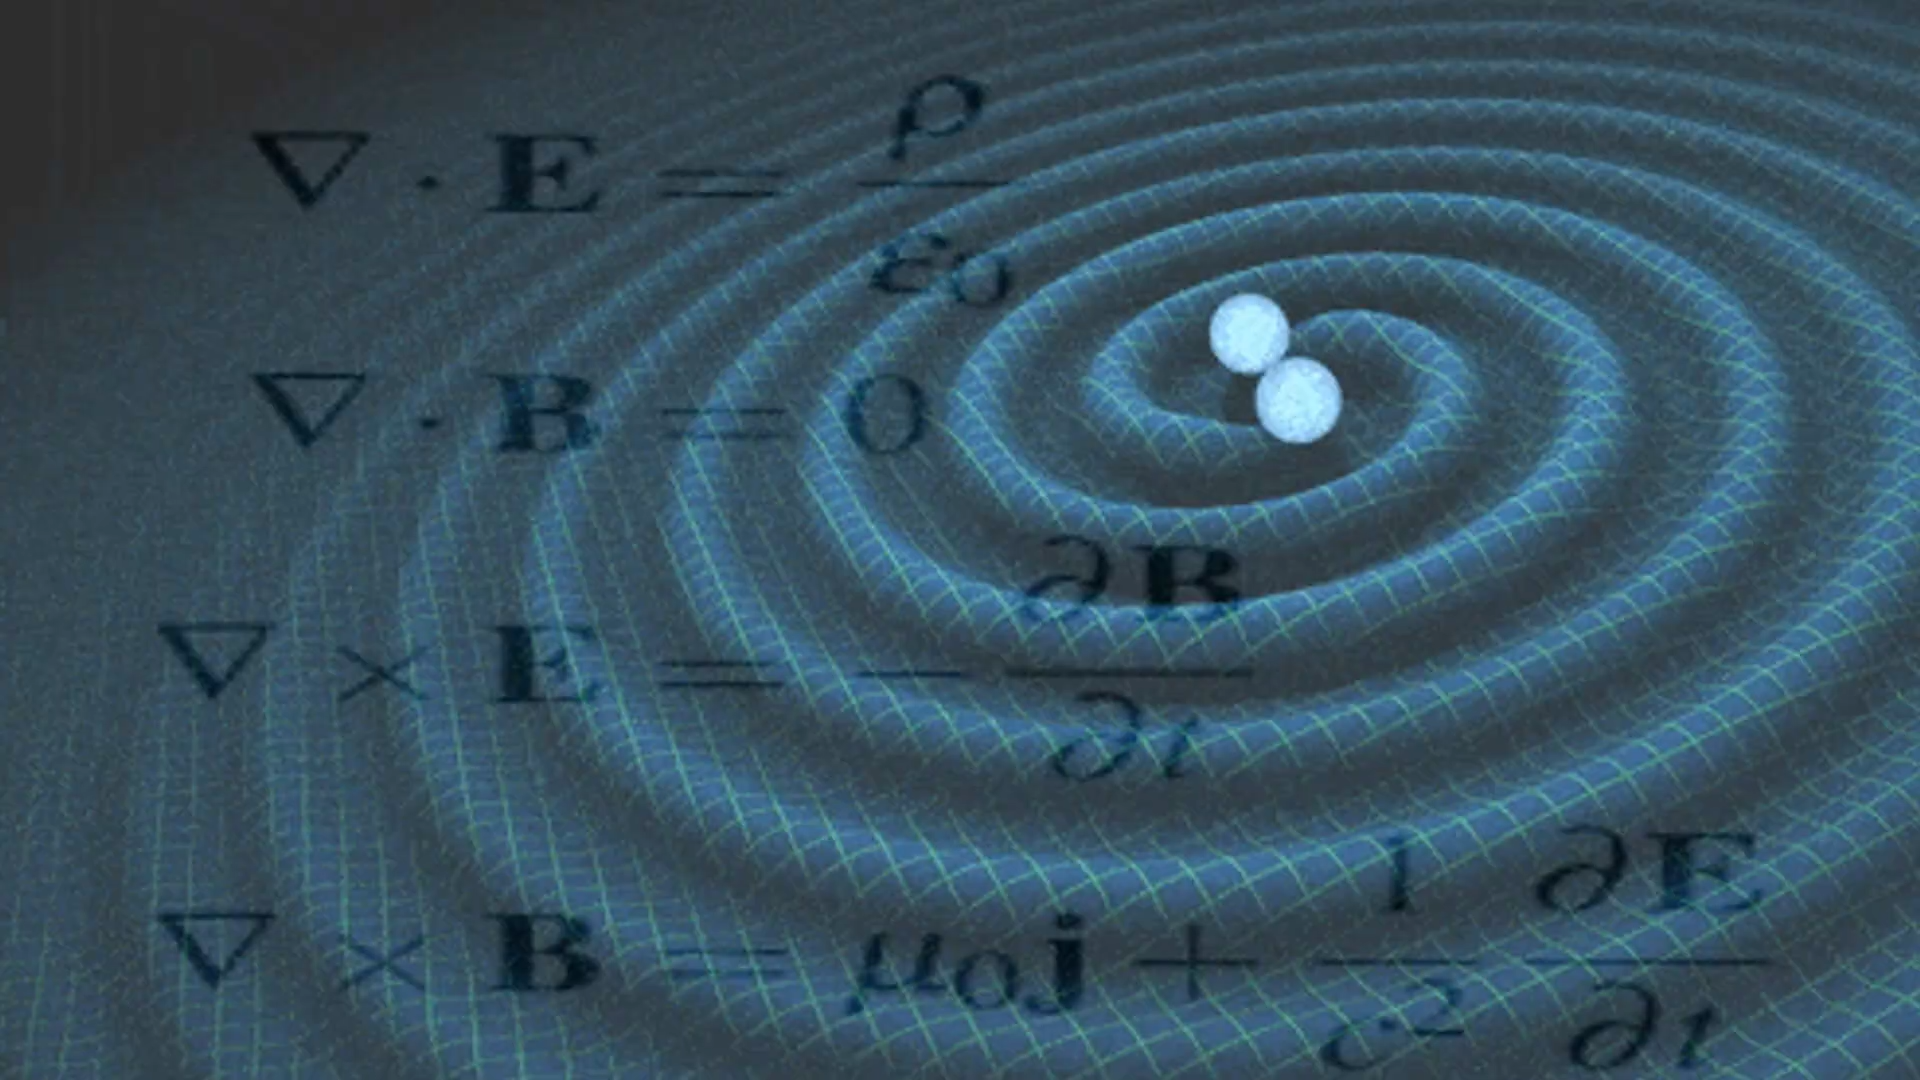 ∇ · E = ρ/ε₀
∇ · B = 0
∇ × E = − ∂B/∂t
∇ × B = μ₀j + 1/c² ∂E/∂t